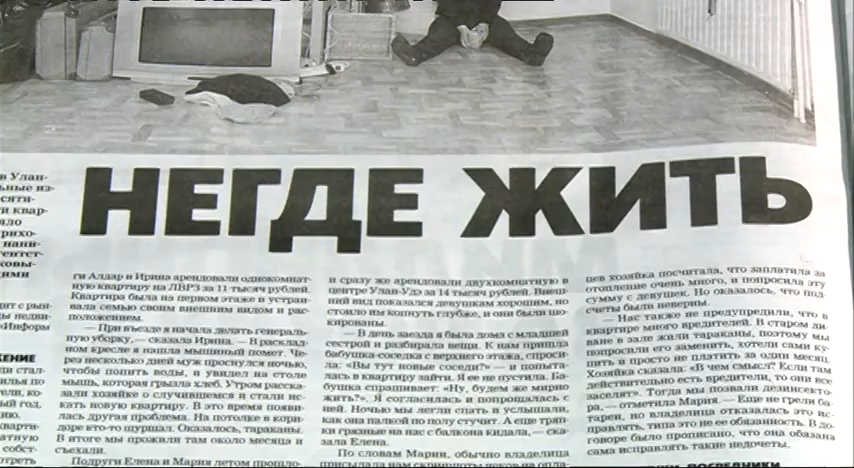 НЕГДЕ ЖИТЬ
в Улан-
ги Алдар и Ирина арендовали однокомнат-
ную квартиру на ЛВРЗ за 11 тысяч рублей.
Квартира была на первом этаже и устраи-
вала семью своим внешним видом и рас-
положением.
— При въезде я начала делать генераль-
ную уборку, — сказала Ирина. — В расклад-
ном кресле я нашла мышиный помет. Че-
рез несколько дней муж проснулся ночью,
чтобы попить воды, и увидел на столе
мышь, которая грызла хлеб. Утром расска-
зали хозяйке о случившемся и стали ис-
кать новую квартиру. В это время появи-
лась другая проблема. На потолке в кори-
доре кто-то шуршал. Оказалось, тараканы.
В итоге мы прожили там около месяца и
съехали.
Подруги Елена и Мария летом прошло-
и сразу же арендовали двухкомнатную в
центре Улан-Удэ за 14 тысяч рублей. Внеш-
ний вид показался девушкам хорошим, но
стоило им копнуть глубже, и они были шо-
кированы.
— В день заезда я была дома с младшей
сестрой и разбирала вещи. К нам пришла
бабушка-соседка с верхнего этажа, спроси-
ла: «Вы тут новые соседи?» — и попыта-
лась в квартиру зайти. Я ее не пустила. Ба-
бушка спрашивает: «Ну, будем же мирно
жить?». Я согласилась и попрощалась с
ней. Ночью мы легли спать и услышали,
как она палкой по полу стучит. А еще тряп-
ки грязные на нас с балкона кидала, — ска-
зала Елена.
По словам Марии, обычно владелица
присылала нам скриншоты чеков на опла-
цев хозяйка посчитала, что заплатила за
отопление очень много, и попросила эту
сумму с девушек. Но оказалось, что под-
счеты были неверны.
— Нас также не предупредили, что в
квартире много вредителей. В старом ди-
ване в зале жили тараканы, поэтому мы
попросили его заменить, хотели сами ку-
пить и просто не платить за один месяц.
Хозяйка сказала: «В чем смысл? Если там
действительно есть вредители, то они все
заселят». Тогда мы позвали дезинсекто-
ра, — отметила Мария. — Еще не грели ба-
тареи, но владелица отказалась это ис-
правлять, типа это не ее обязанность. В до-
говоре было прописано, что она обязана
сама исправлять такие недочеты.